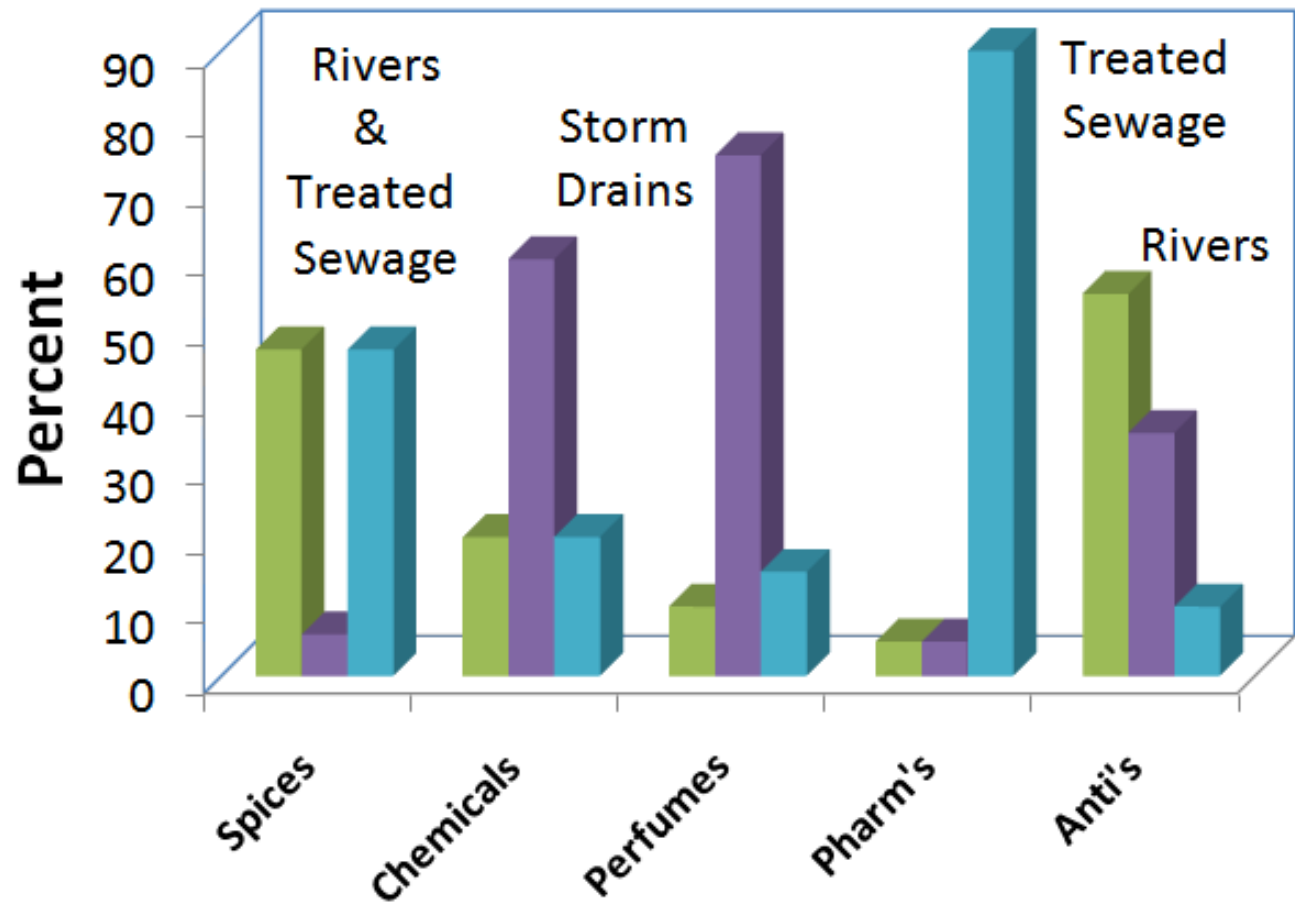 Percent
90
80
70
60
50
40
30
20
10
0
Rivers
&
Treated
Sewage
Storm
Drains
Treated
Sewage
Rivers
Spices
Chemicals
Perfumes
Pharm's
Anti's